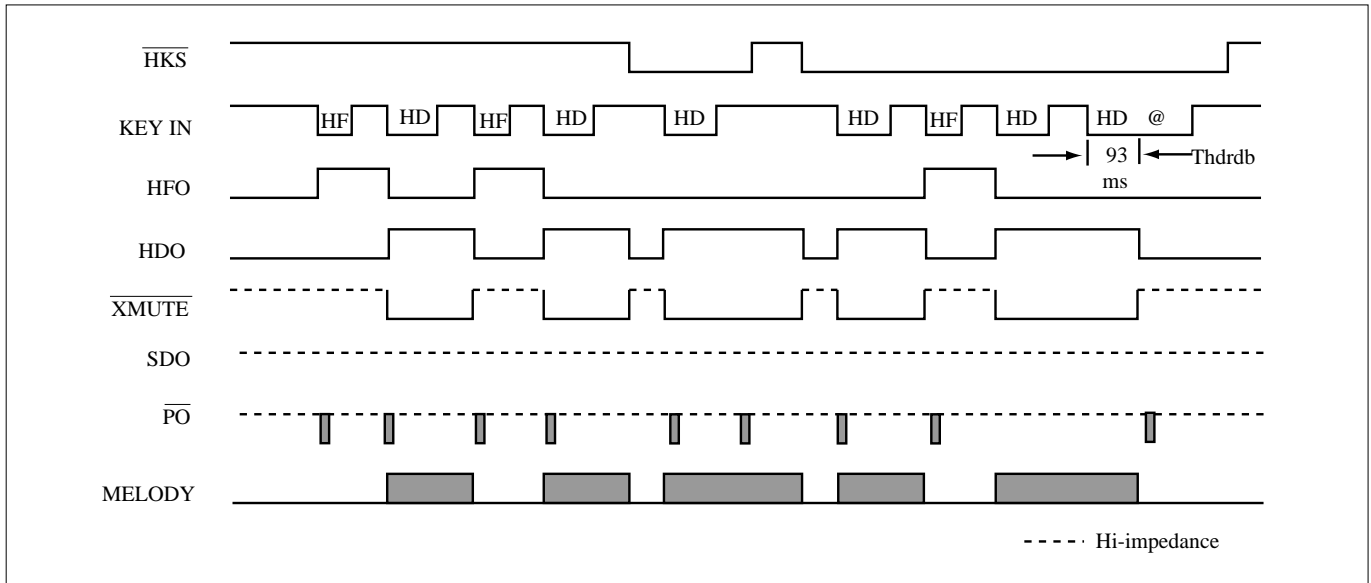 HKS
KEY IN HF HD HF HD HD HD HF HD HD @
93 ms Thdrdb
HFO
HDO
XMUTE
SDO
PO
MELODY
Hi-impedance